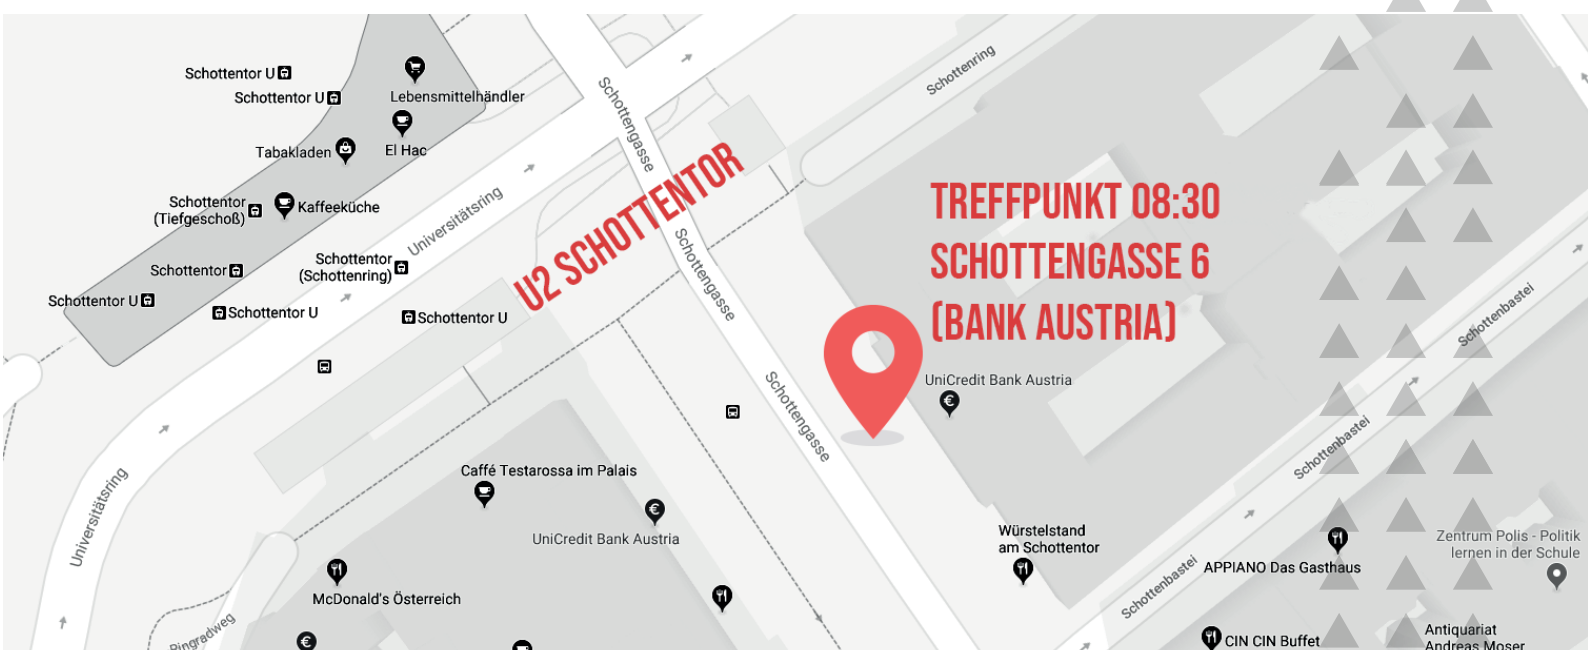 Schottentor U
Schottentor U
Lebensmittelhändler
Tabakladen
El Hac
Schottentor
(Tiefgeschoß)
Kaffeeküche
Schottentor
(Schottenring)
Schottentor
Schottentor U
Schottentor U
Schottentor U
Universitätsring
Universitätsring
Schottengasse
Schottengasse
Schottengasse
Schottenring
U2 SCHOTTENTOR
TREFFPUNKT 08:30
SCHOTTENGASSE 6
(BANK AUSTRIA)
UniCredit Bank Austria
Schottenbastei
Schottenbastei
Schottenbastei
Caffé Testarossa im Palais
UniCredit Bank Austria
McDonald's Österreich
Ringradweg
Würstelstand
am Schottentor
APPIANO Das Gasthaus
Zentrum Polis - Politik
lernen in der Schule
CIN CIN Buffet
Antiquariat
Andreas Moser